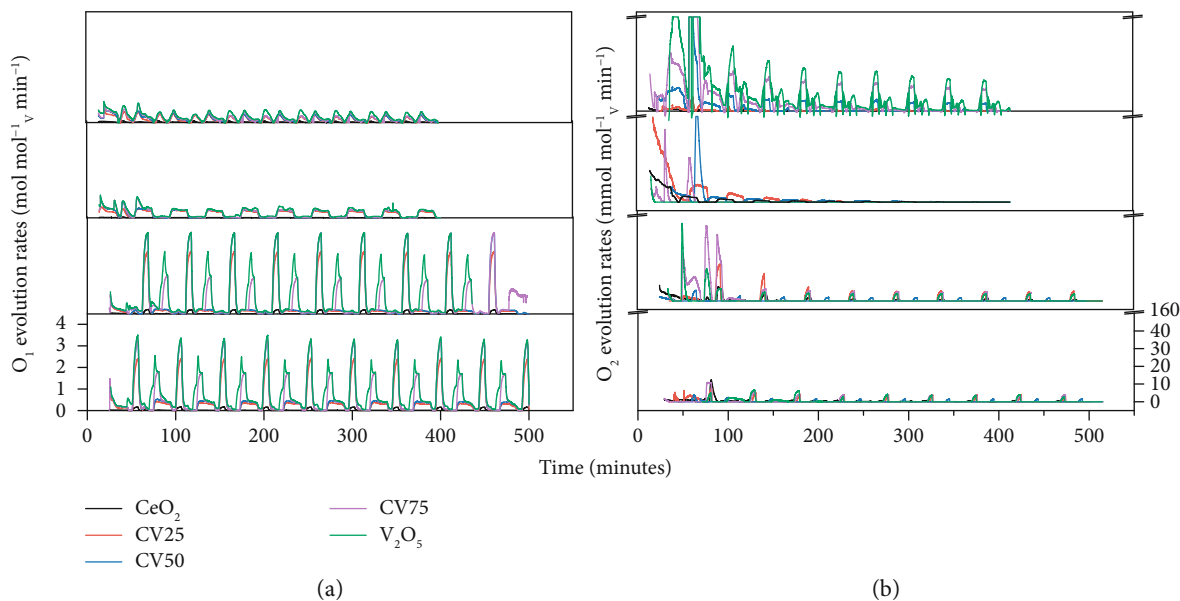 O₁ evolution rates (mol mol⁻¹V min⁻¹)
4
3
2
1
0
0 100 200 300 400 500
O₂ evolution rates (mmol mol⁻¹V min⁻¹)
160
40
30
20
10
0
0 100 200 300 400 500
Time (minutes)
CeO₂
CV25
CV50
CV75
V₂O₅
(a)
(b)